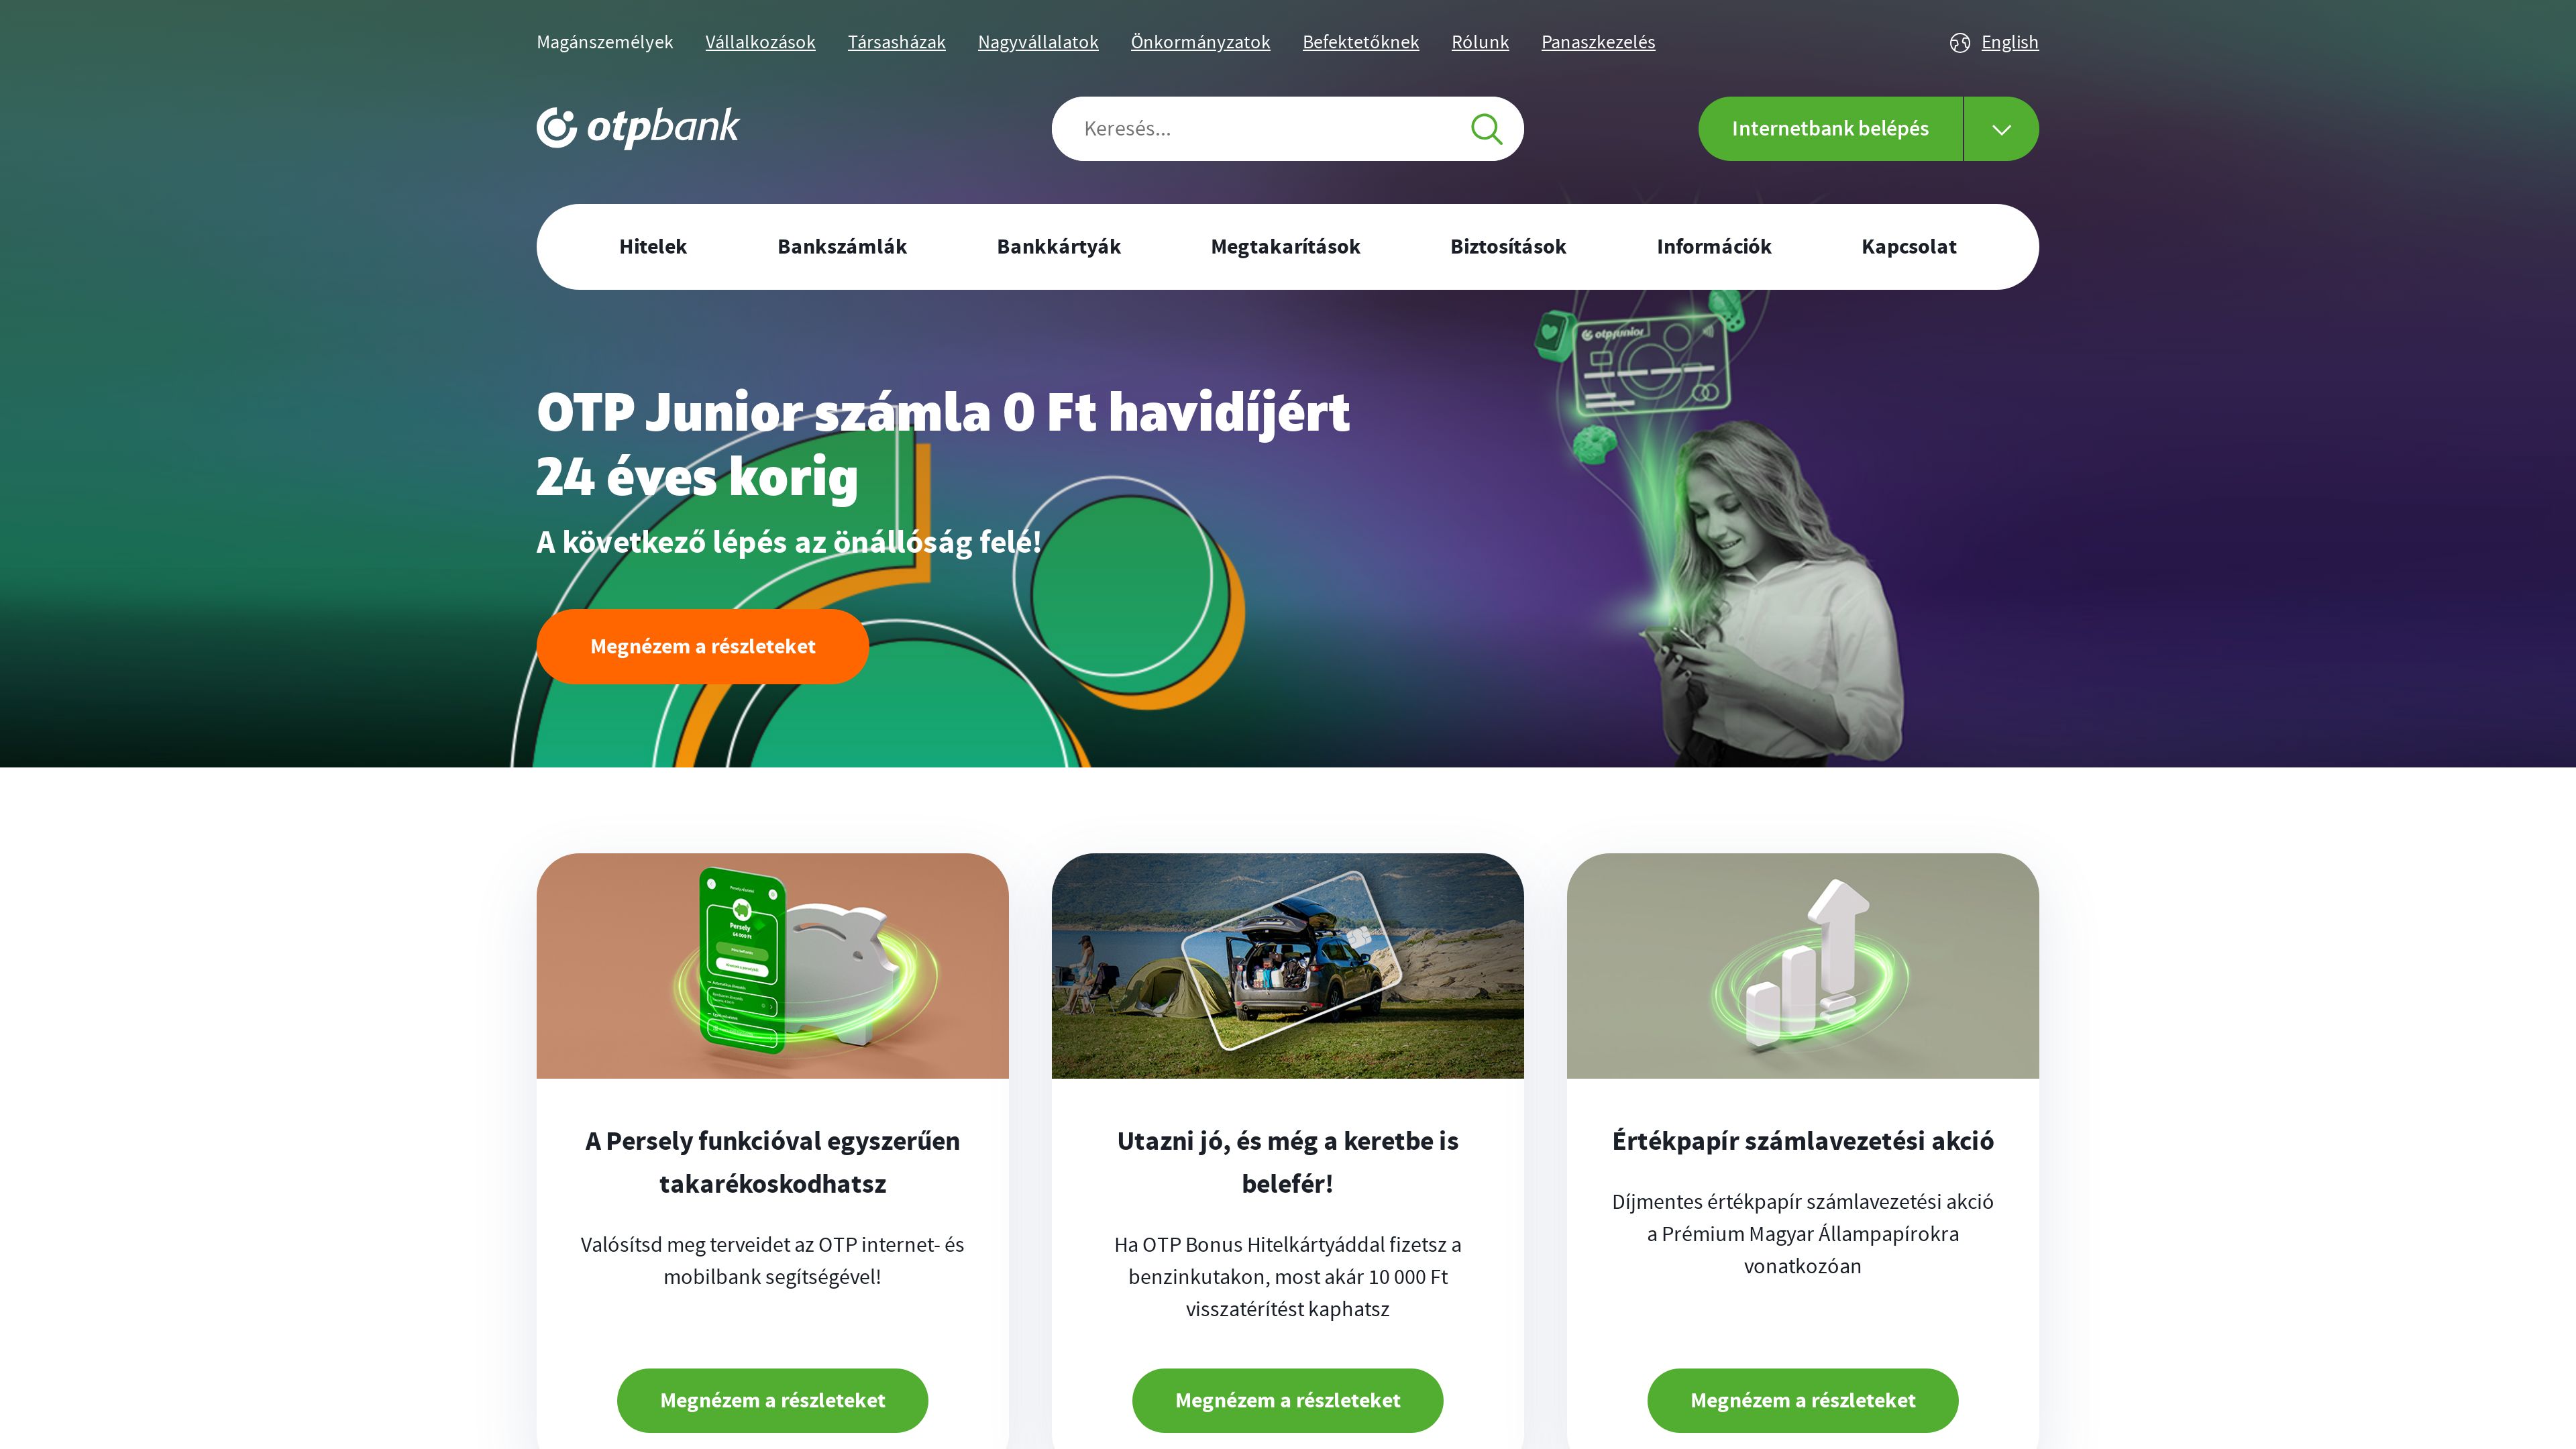 Magánszemélyek Vállalkozások Társasházak Nagyvállalatok Önkormányzatok Befektetőknek Rólunk Panaszkezelés English
otpbank
Keresés...
Internetbank belépés
Hitelek Bankszámlák Bankkártyák Megtakarítások Biztosítások Információk Kapcsolat
otpjunior
OTP Junior számla 0 Ft havidíjért
24 éves korig
A következő lépés az önállóság felé!
Megnézem a részleteket
Persely
A Persely funkcióval egyszerűen
takarékoskodhatsz
Valósítsd meg terveidet az OTP internet- és
mobilbank segítségével!
Megnézem a részleteket
Utazni jó, és még a keretbe is
belefér!
Ha OTP Bonus Hitelkártyáddal fizetsz a
benzinkutakon, most akár 10 000 Ft
visszatérítést kaphatsz
Megnézem a részleteket
Értékpapír számlavezetési akció
Díjmentes értékpapír számlavezetési akció
a Prémium Magyar Állampapírokra
vonatkozóan
Megnézem a részleteket